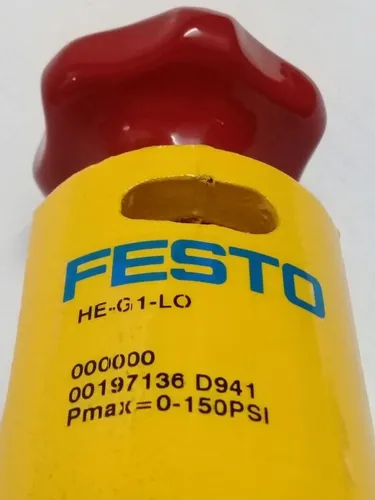 FESTO
HE-G1-LO
000000
00197136 D941
Pmax=0-150PSI